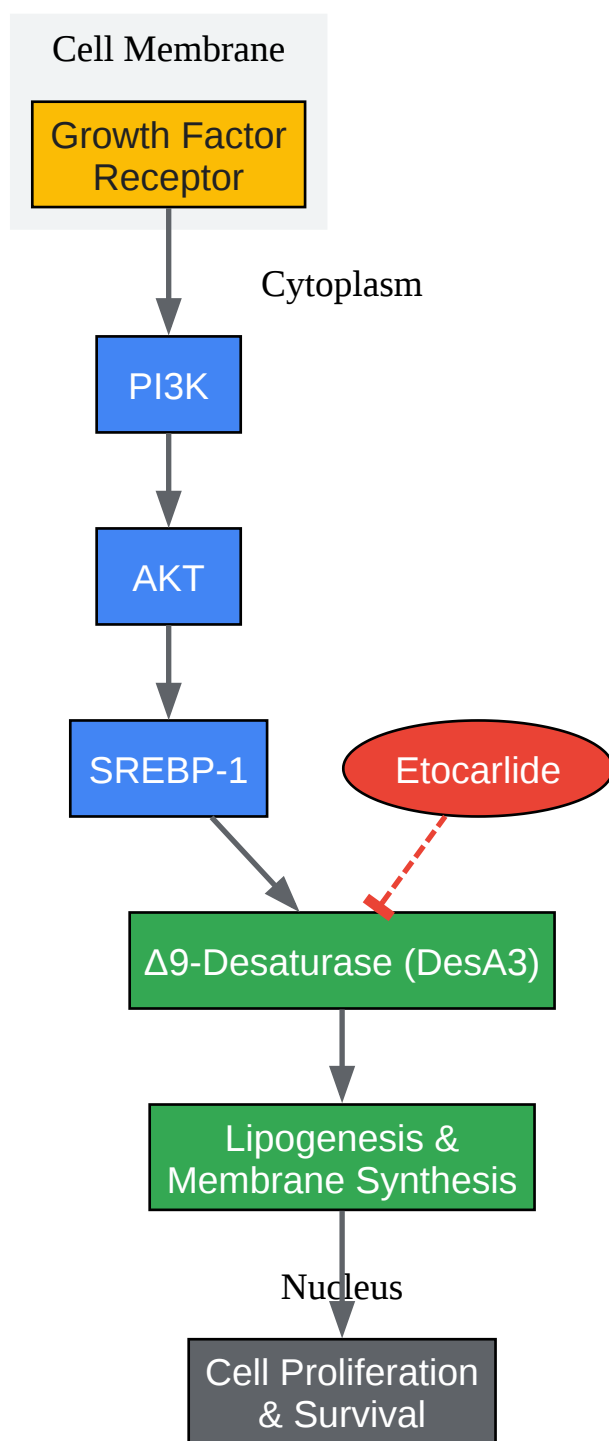 Cell Membrane
Growth Factor
Receptor
Cytoplasm
PI3K
AKT
SREBP-1
Etocarlide
Δ9-Desaturase (DesA3)
Lipogenesis &
Membrane Synthesis
Nucleus
Cell Proliferation
& Survival